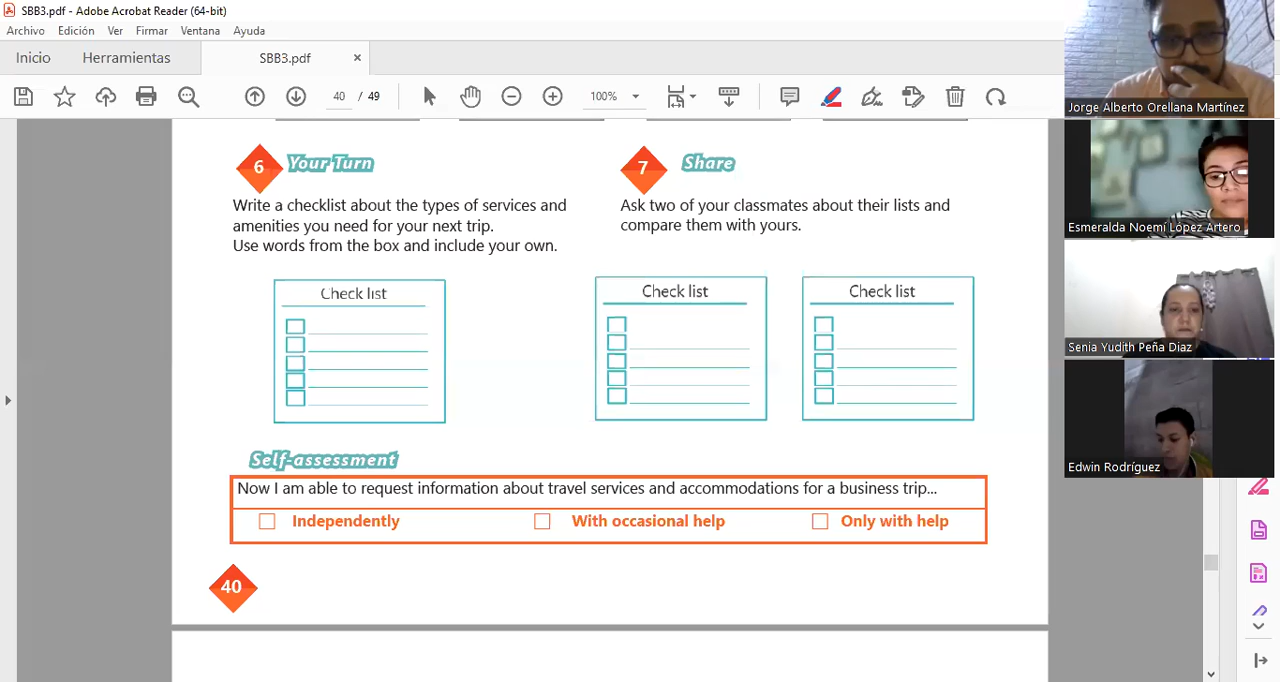 SBB3.pdf - Adobe Acrobat Reader (64-bit)
Archivo Edición Ver Firmar Ventana Ayuda
Inicio Herramientas SBB3.pdf ×
40 / 49 100%
6 Your Turn
Write a checklist about the types of services and
amenities you need for your next trip.
Use words from the box and include your own.
Check list
7 Share
Ask two of your classmates about their lists and
compare them with yours.
Check list
Check list
Self-assessment
Now I am able to request information about travel services and accommodations for a business trip...
Independently With occasional help Only with help
40
Jorge Alberto Orellana Martínez
Esmeralda Noemí López Artero
Senia Yudith Peña Diaz
Edwin Rodríguez